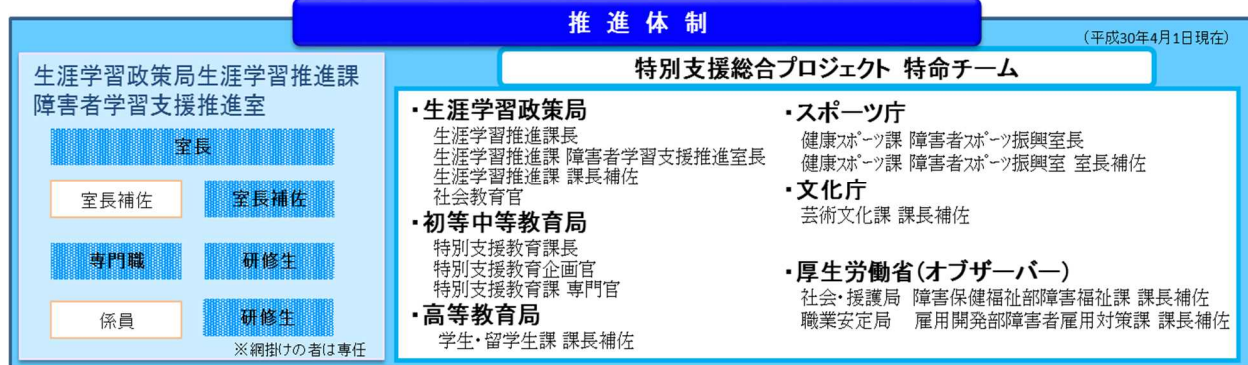 推進体制
(平成30年4月1日現在)
生涯学習政策局生涯学習推進課
障害者学習支援推進室
室長
室長補佐 室長補佐
専門職 研修生
係員 研修生
※網掛けの者は専任
特別支援総合プロジェクト 特命チーム
・生涯学習政策局
生涯学習推進課長
生涯学習推進課 障害者学習支援推進室長
生涯学習推進課 課長補佐
社会教育官
・初等中等教育局
特別支援教育課長
特別支援教育企画官
特別支援教育課 専門官
・高等教育局
学生・留学生課 課長補佐
・スポーツ庁
健康スポーツ課 障害者スポーツ振興室長
健康スポーツ課 障害者スポーツ振興室 室長補佐
・文化庁
芸術文化課 課長補佐
・厚生労働省(オブザーバー)
社会・援護局 障害保健福祉部障害福祉課 課長補佐
職業安定局 雇用開発部障害者雇用対策課 課長補佐